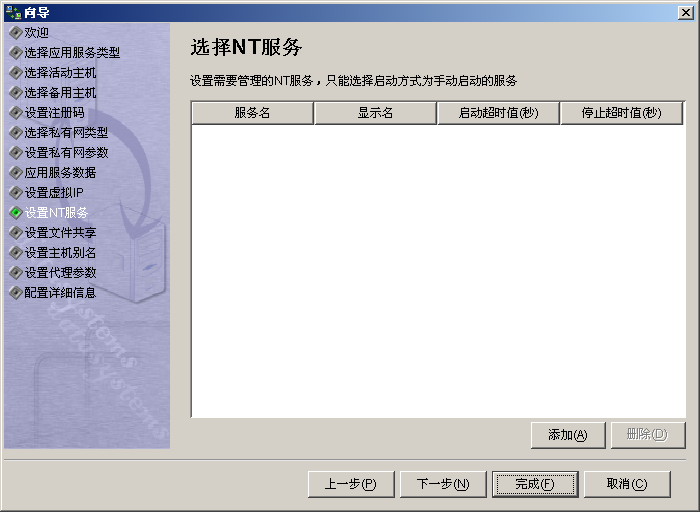 向导
欢迎
选择应用服务类型
选择活动主机
选择备用主机
设置注册码
选择私有网类型
设置私有网参数
应用服务数据
设置虚拟IP
设置NT服务
设置文件共享
设置主机别名
设置代理参数
配置详细信息
选择NT服务
设置需要管理的NT服务，只能选择启动方式为手动启动的服务
服务名 显示名 启动超时值(秒) 停止超时值(秒)
添加(A) 删除(D)
上一步(P) 下一步(N) 完成(F) 取消(C)